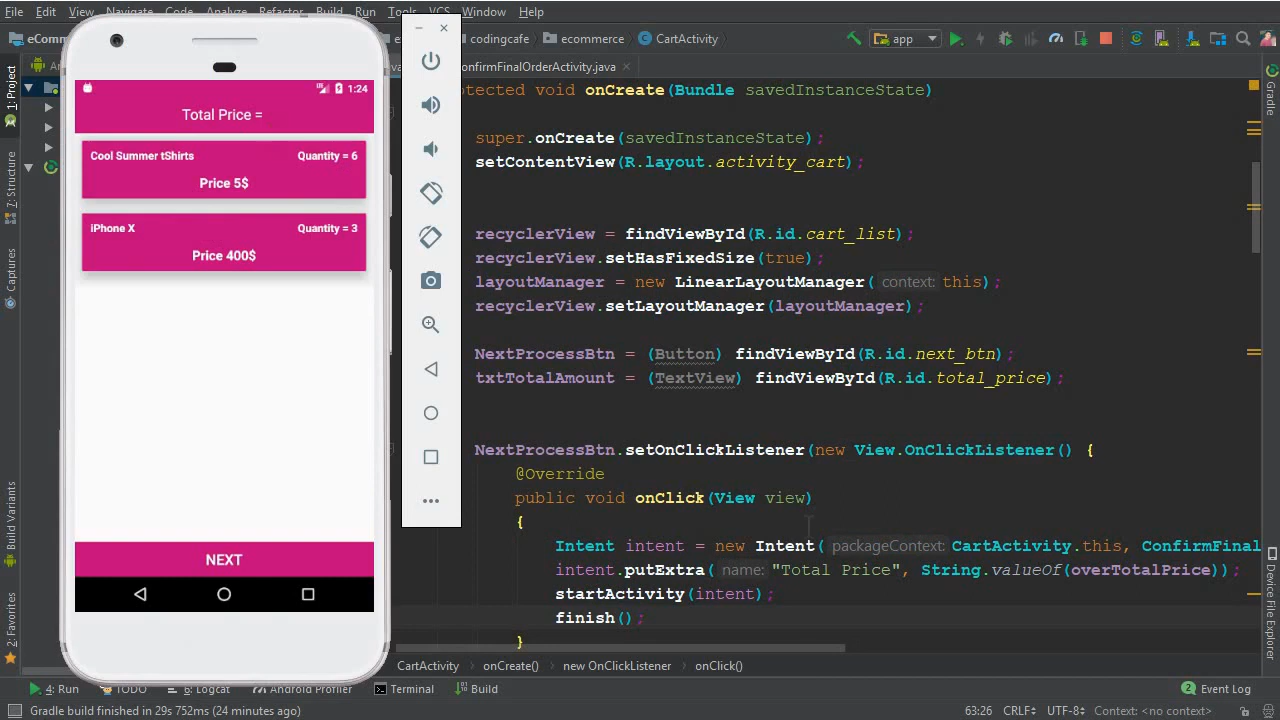 File Edit View Navigate Code Analyze Refactor Build Run Tools VCS Window Help
codingcafe ecommerce CartActivity app
onfirmFinalOrderActivity.java
1: Project
7: Structure
Captures
Build Variants
2: Favorites
Gradle
Device File Explorer
1:24
Total Price =
Cool Summer tShirts Quantity = 6
Price 5$
iPhone X Quantity = 3
Price 400$
NEXT
otected void onCreate(Bundle savedInstanceState)
super.onCreate(savedInstanceState);
setContentView(R.layout.activity_cart);
recyclerView = findViewById(R.id.cart_list);
recyclerView.setHasFixedSize(true);
layoutManager = new LinearLayoutManager( context: this);
recyclerView.setLayoutManager(layoutManager);
NextProcessBtn = (Button) findViewById(R.id.next_btn);
txtTotalAmount = (TextView) findViewById(R.id.total_price);
NextProcessBtn.setOnClickListener(new View.OnClickListener() {
@Override
public void onClick(View view)
{
Intent intent = new Intent( packageContext: CartActivity.this, ConfirmFinal
intent.putExtra( name: "Total Price", String.valueOf(overTotalPrice));
startActivity(intent);
finish();
}
CartActivity onCreate() new OnClickListener onClick()
4: Run TODO 6: Logcat Android Profiler Terminal Build 2 Event Log
Gradle build finished in 29s 752ms (24 minutes ago) 63:26 CRLF: UTF-8: Context: <no context>